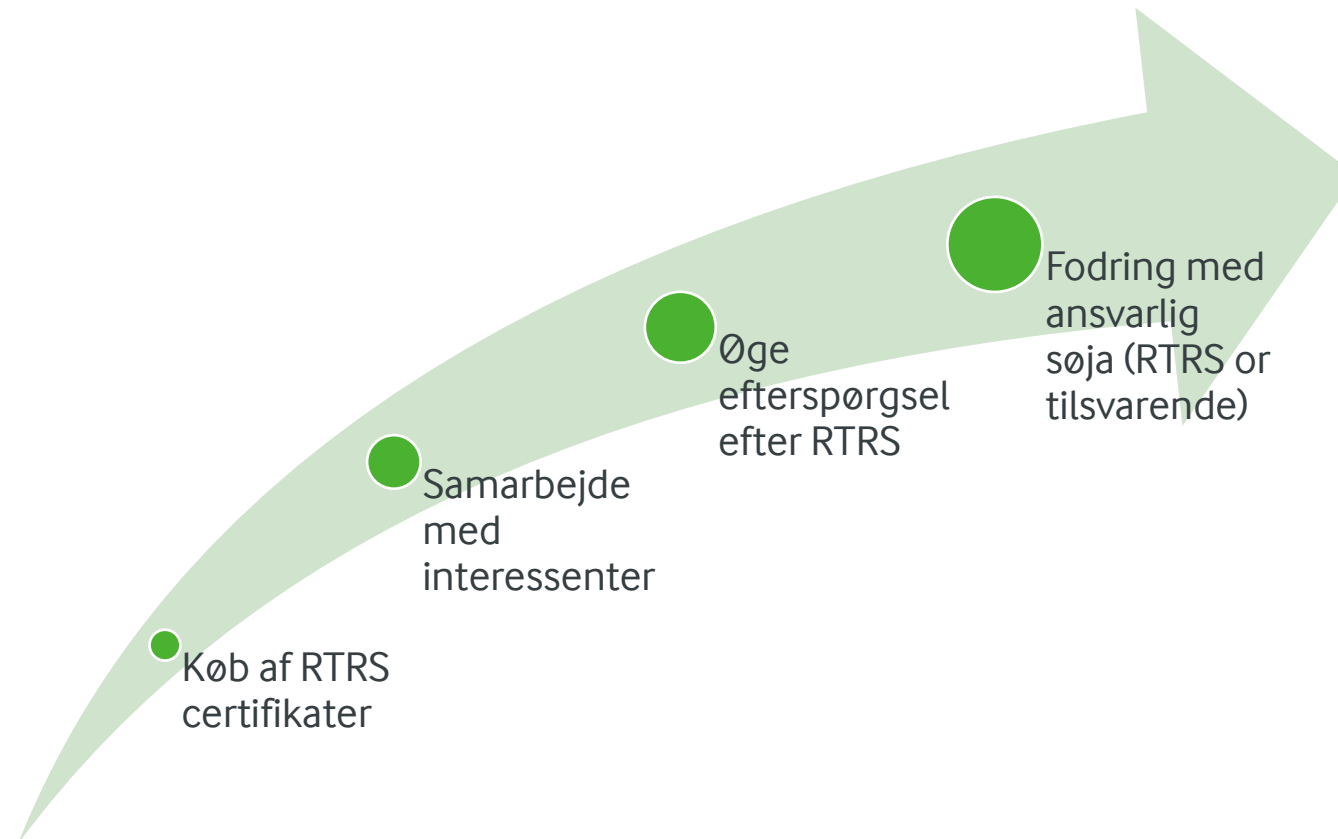 Køb af RTRS
certifikater
Samarbejde
med
interessenter
Øge
efterspørgsel
efter RTRS
Fodring med
ansvarlig
søja (RTRS or
tilsvarende)